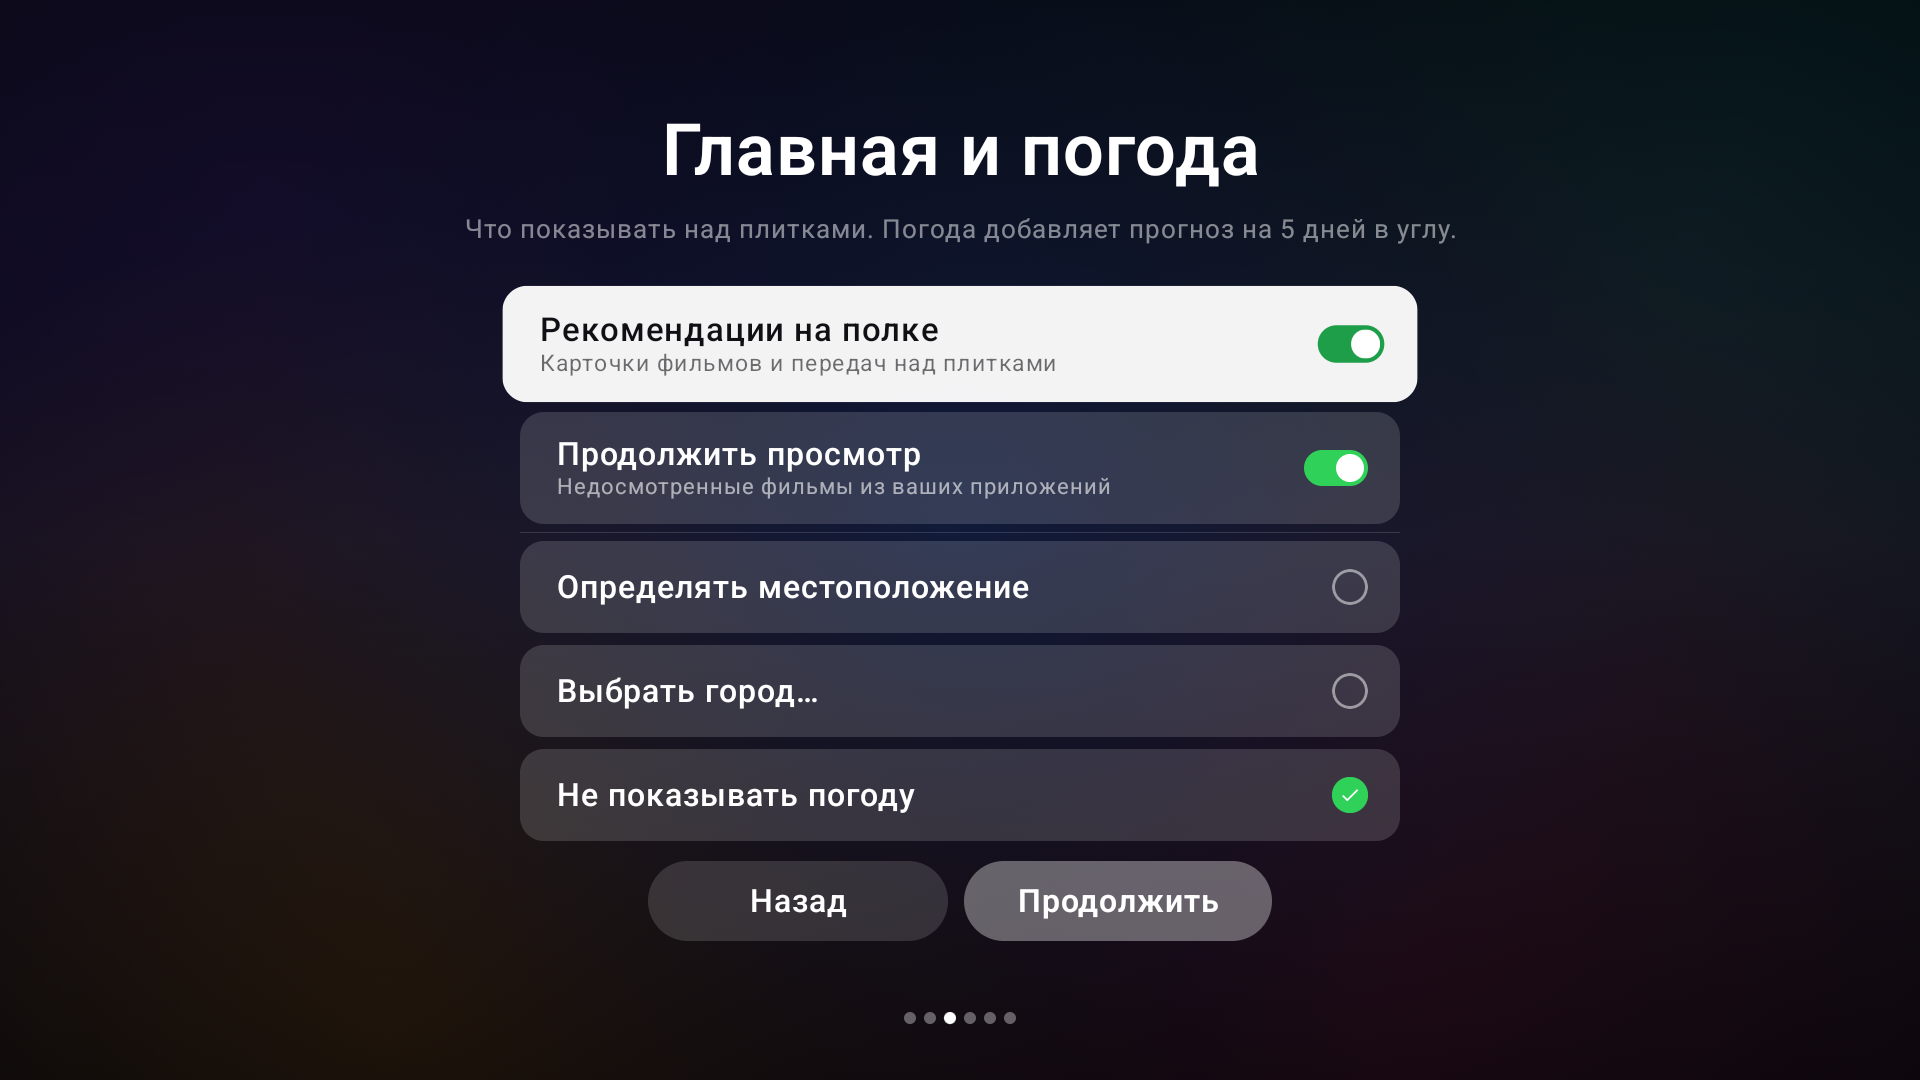 Главная и погода
Что показывать над плитками. Погода добавляет прогноз на 5 дней в углу.
Рекомендации на полке
Карточки фильмов и передач над плитками
Продолжить просмотр
Недосмотренные фильмы из ваших приложений
Определять местоположение
Выбрать город…
Не показывать погоду
Назад
Продолжить